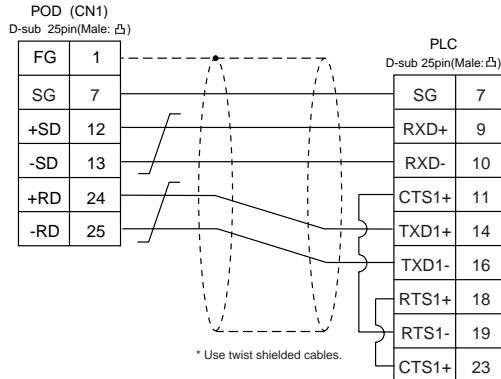 POD (CN1)
D-sub 25pin(Male: 凸)
FG 1
SG 7
+SD 12
-SD 13
+RD 24
-RD 25
PLC
D-sub 25pin(Male:凸)
SG 7
RXD+ 9
RXD- 10
CTS1+ 11
TXD1+ 14
TXD1- 16
RTS1+ 18
RTS1- 19
CTS1+ 23
* Use twist shielded cables.